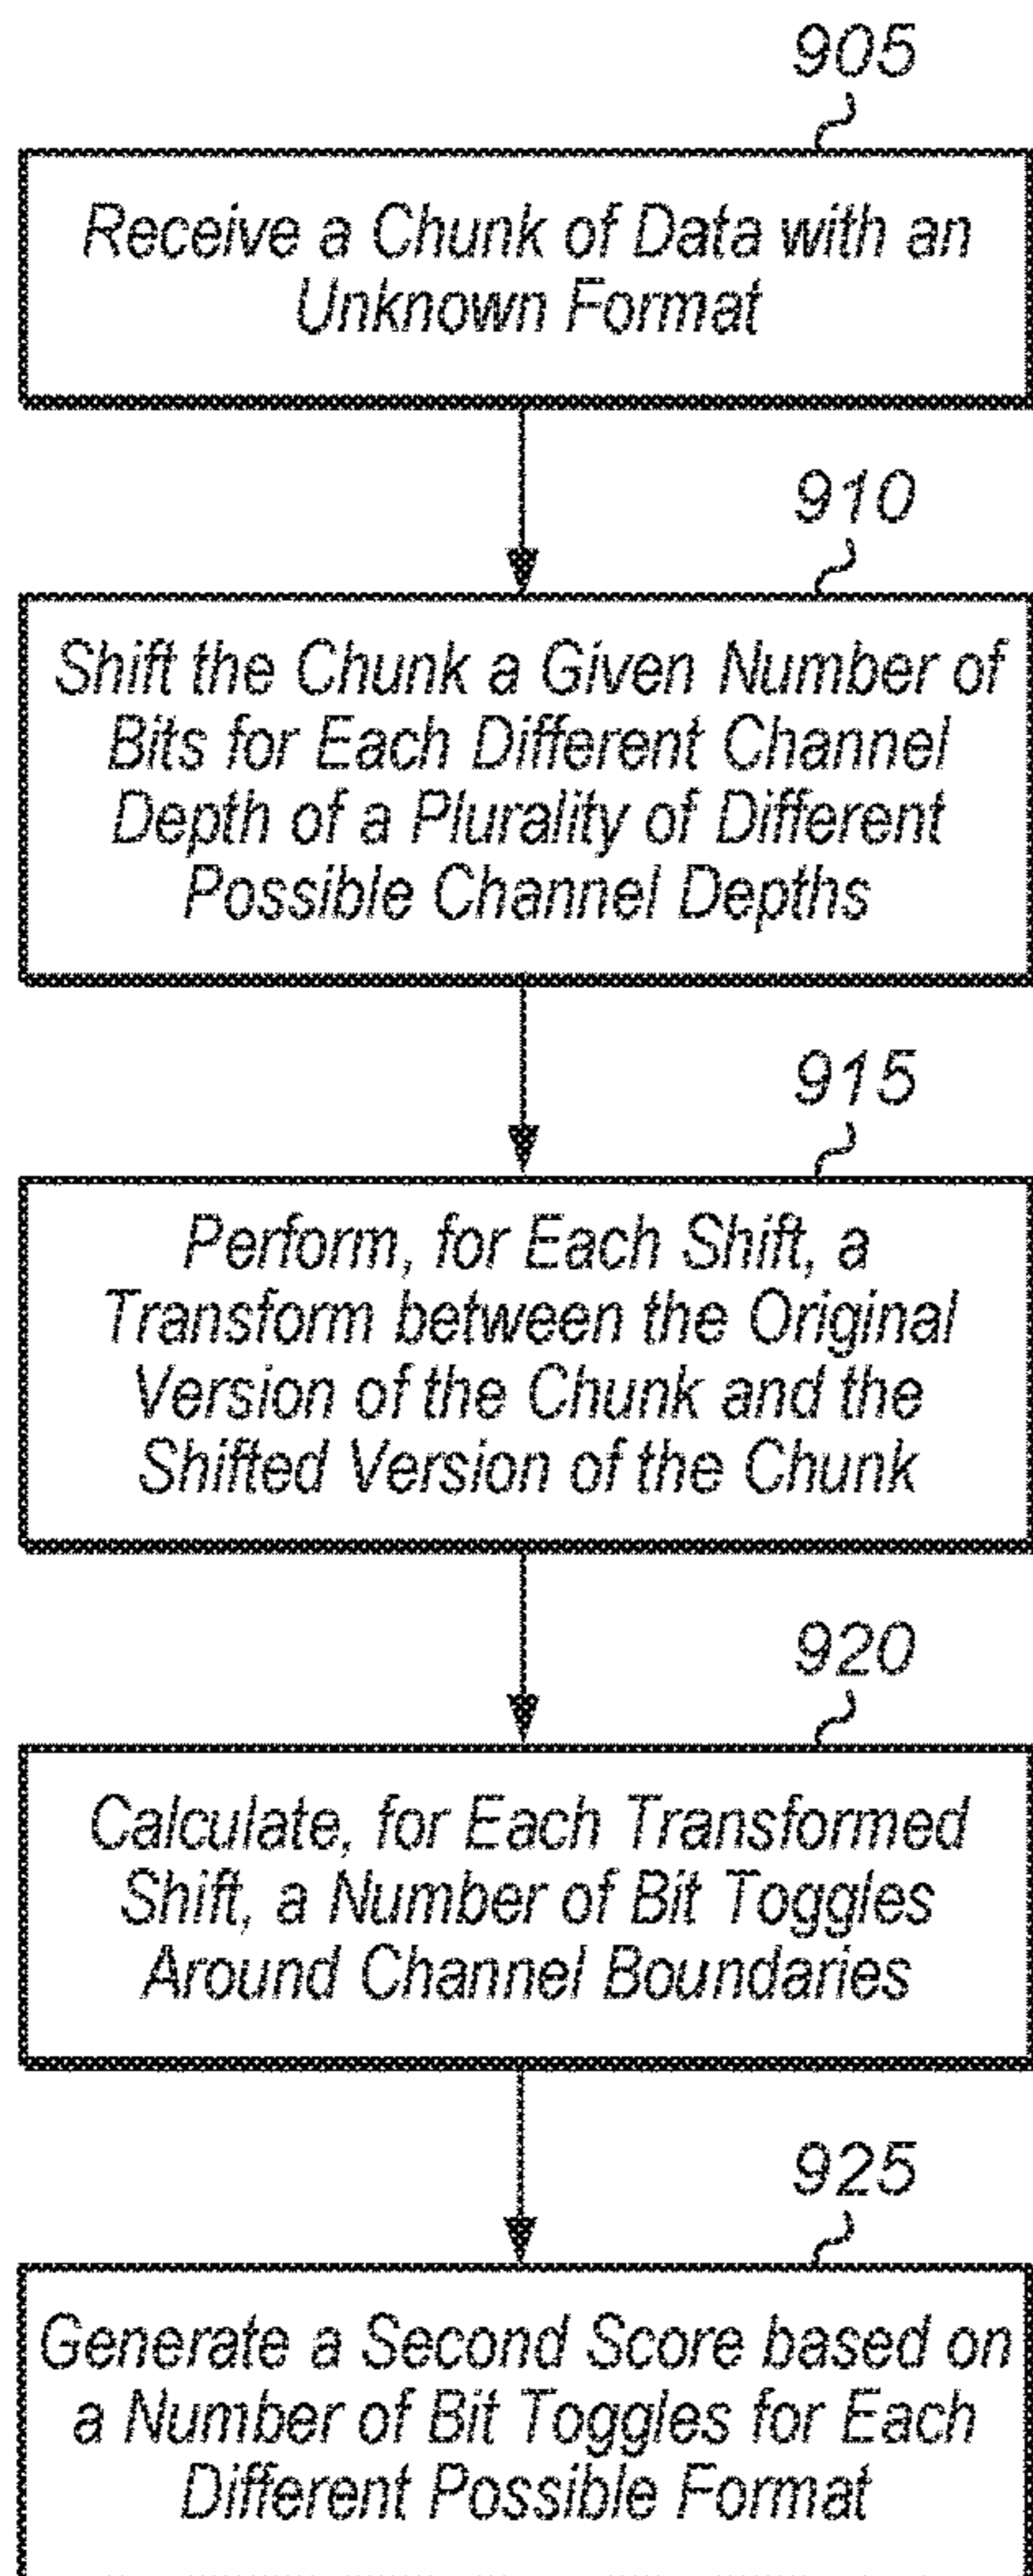 905
Receive a Chunk of Data with an
Unknown Format
910
Shift the Chunk a Given Number of
Bits for Each Different Channel
Depth of a Plurality of Different
Possible Channel Depths
915
Perform, for Each Shift, a
Transform between the Original
Version of the Chunk and the
Shifted Version of the Chunk
920
Calculate, for Each Transformed
Shift, a Number of Bit Toggles
Around Channel Boundaries
925
Generate a Second Score based on
a Number of Bit Toggles for Each
Different Possible Format